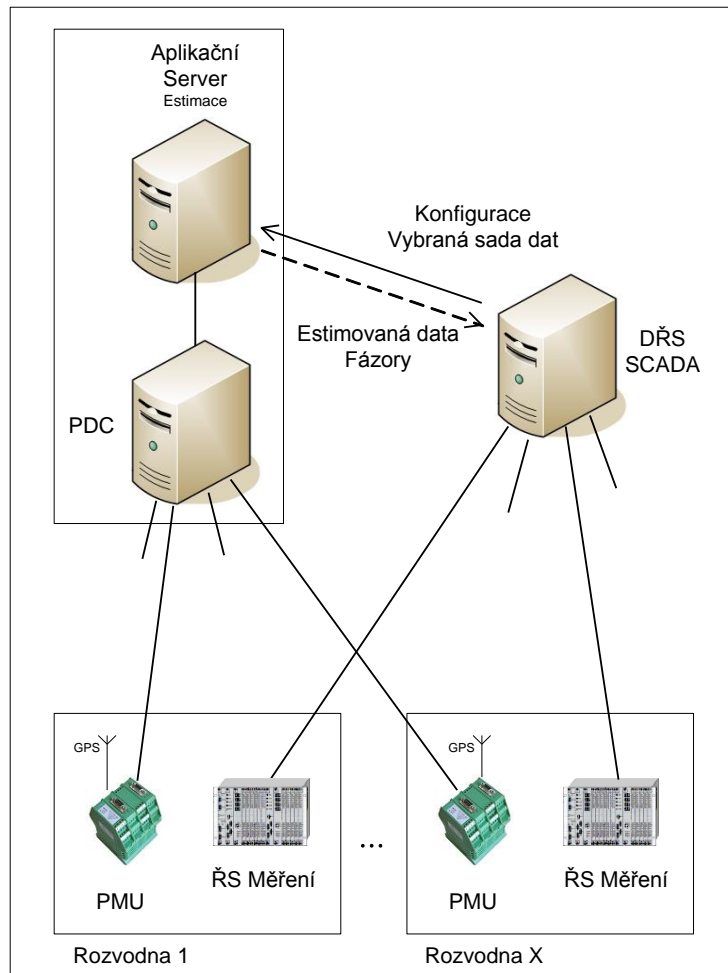 Aplikační
Server
Estimace
Konfigurace
Vybraná sada dat
Estimovaná data
Fázory
DŘS
SCADA
PDC
GPS
GPS
...
PMU
ŘS Měření
PMU
ŘS Měření
Rozvodna 1
Rozvodna X